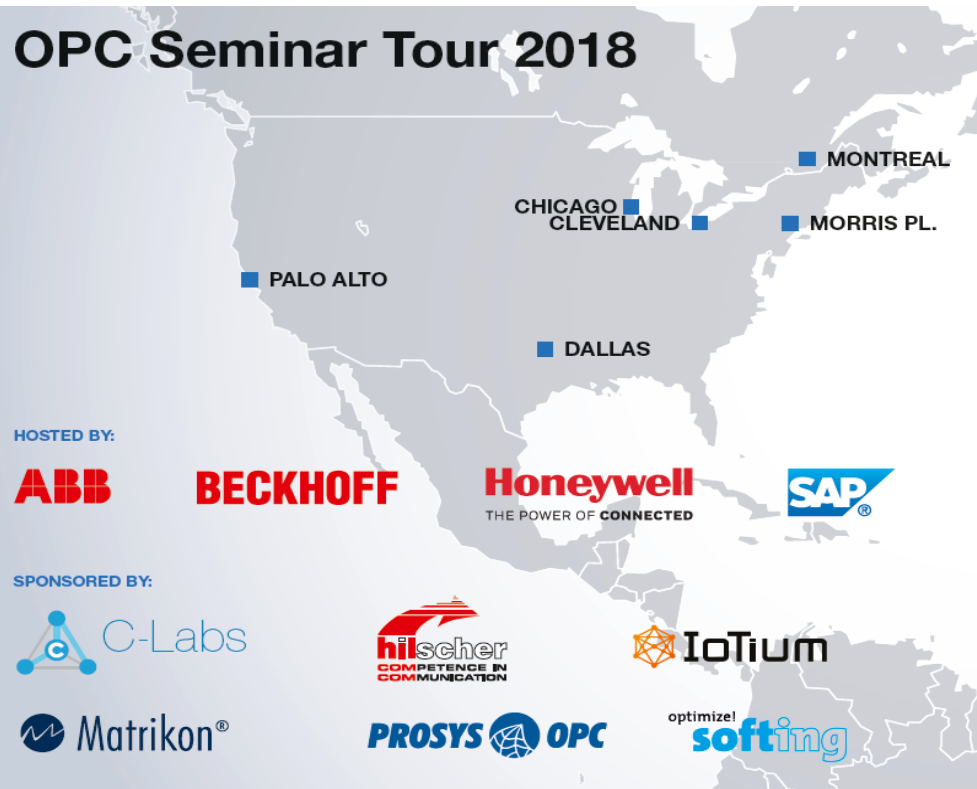 OPC Seminar Tour 2018
MONTREAL
CHICAGO
CLEVELAND
MORRIS PL.
PALO ALTO
DALLAS
HOSTED BY:
ABB
BECKHOFF
Honeywell
THE POWER OF CONNECTED
SAP®
SPONSORED BY:
C
C-Labs
hilscher
COMPETENCE IN
COMMUNICATION
IoTium
Matrikon®
PROSYS OPC
optimize!
softing